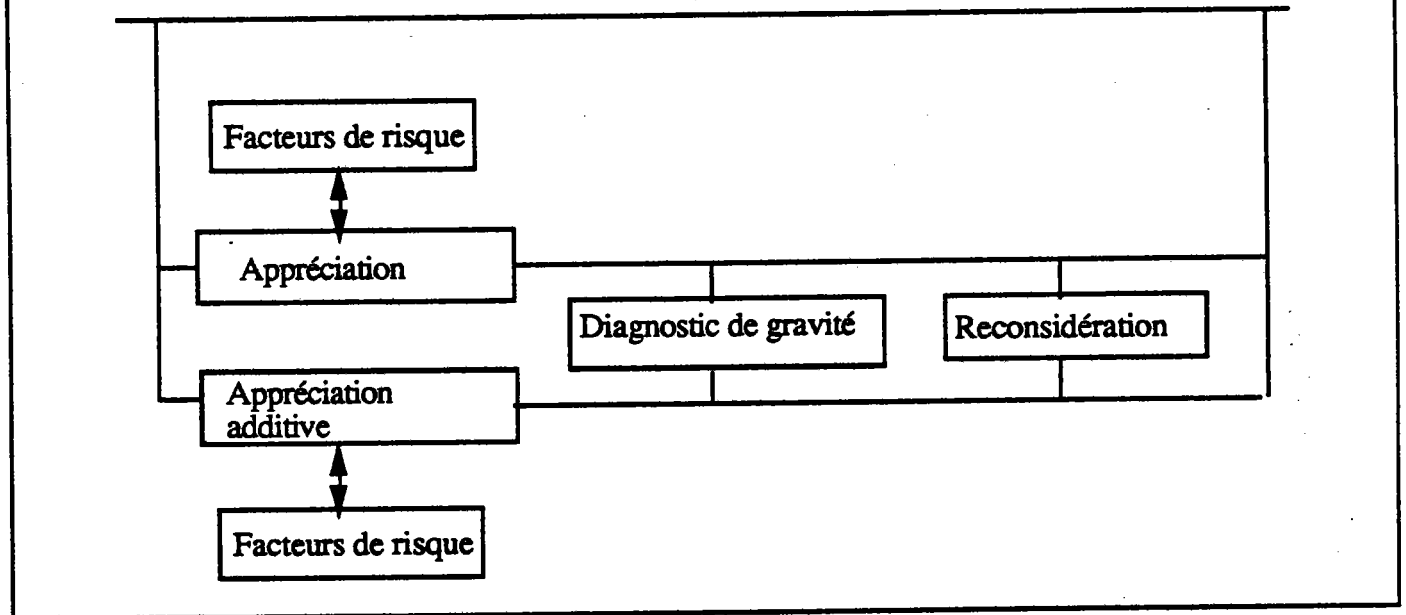 Facteurs de risque
Appréciation
Diagnostic de gravité
Reconsidération
Appréciation
additive
Facteurs de risque